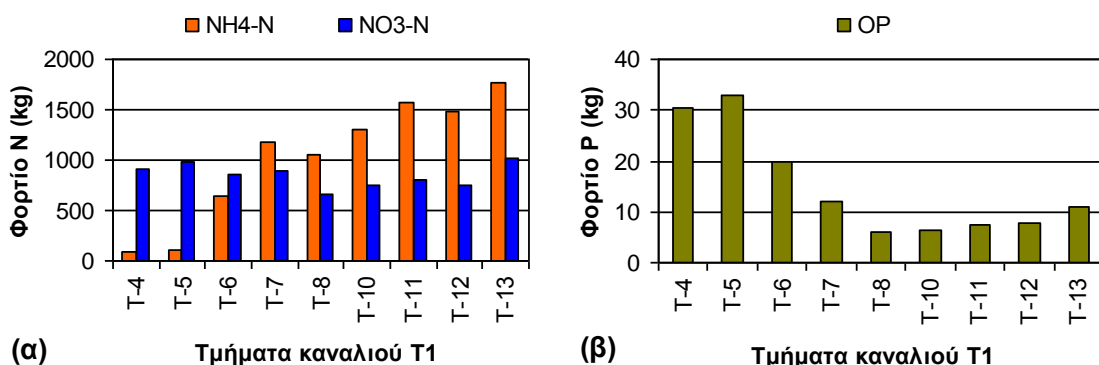 NH4-N NO3-N
Φορτίο N (kg)
2000
1500
1000
500
0
T-4
T-5
T-6
T-7
T-8
T-10
T-11
T-12
T-13
(α)
Τμήματα καναλιού T1
OP
Φορτίο P (kg)
40
30
20
10
0
T-4
T-5
T-6
T-7
T-8
T-10
T-11
T-12
T-13
(β)
Τμήματα καναλιού T1